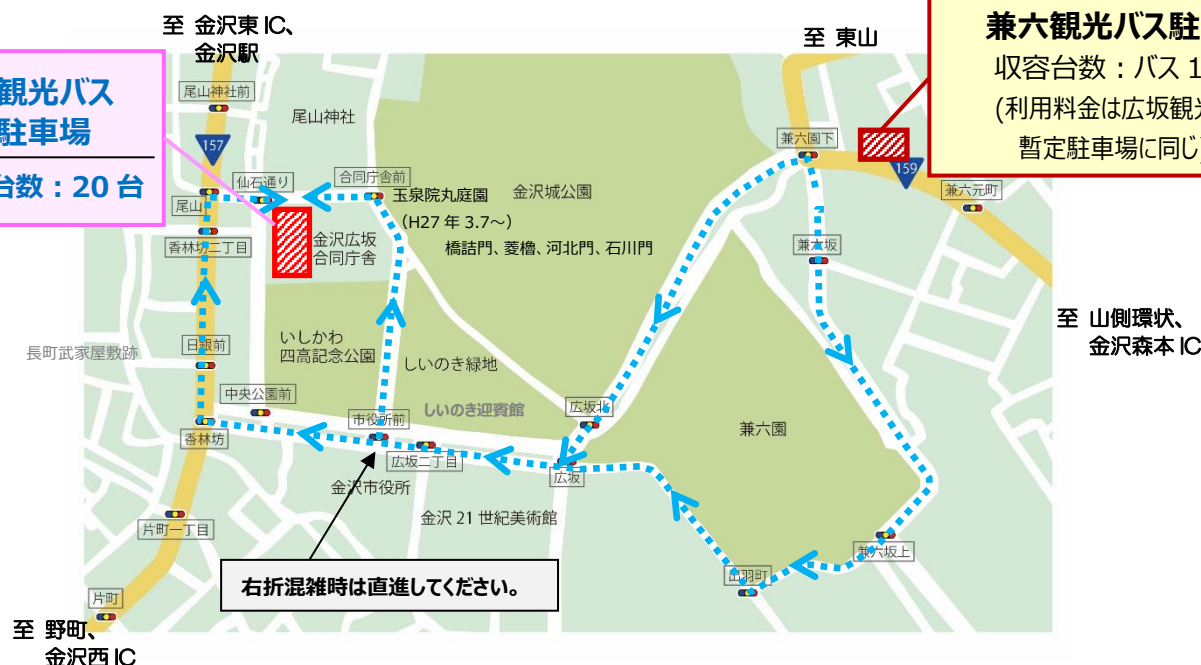 至 金沢東 IC、
金沢駅
至 東山
観光バス
駐車場
台数：20 台
兼六観光バス駐
収容台数：バス 1
(利用料金は広坂観
暫定駐車場に同じ
尾山神社前
尾山神社
157
仙石通り
合同庁舎前
尾山
玉泉院丸庭園
（H27 年 3.7～）
橋詰門、菱櫓、河北門、石川門
金沢城公園
兼六園下
159
兼六元町
香林坊二丁目
金沢広坂
合同庁舎
兼六坂
至 山側環状、
金沢森本 IC
長町武家屋敷跡
日銀前
いしかわ
四高記念公園
しいのき緑地
中央公園前
市役所前
しいのき迎賓館
広坂北
兼六園
香林坊
広坂二丁目
広坂
金沢市役所
金沢 21 世紀美術館
片町一丁目
兼六坂上
出羽町
右折混雑時は直進してください。
片町
至 野町、
金沢西 IC